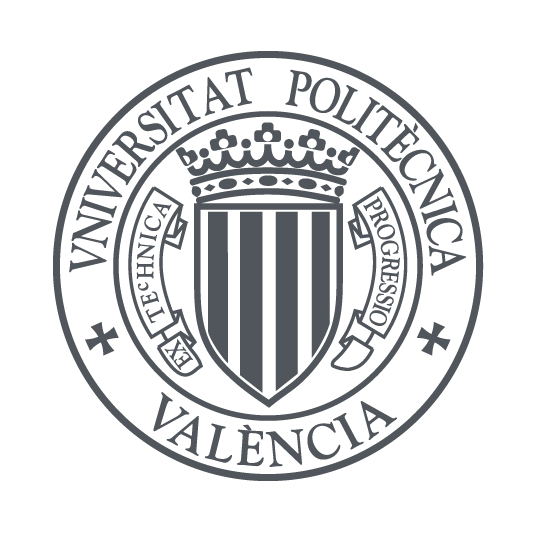 VNIVERSITAT POLITÈCNICA
EX TECHNICA
PROGRESSIO
VALÈNCIA